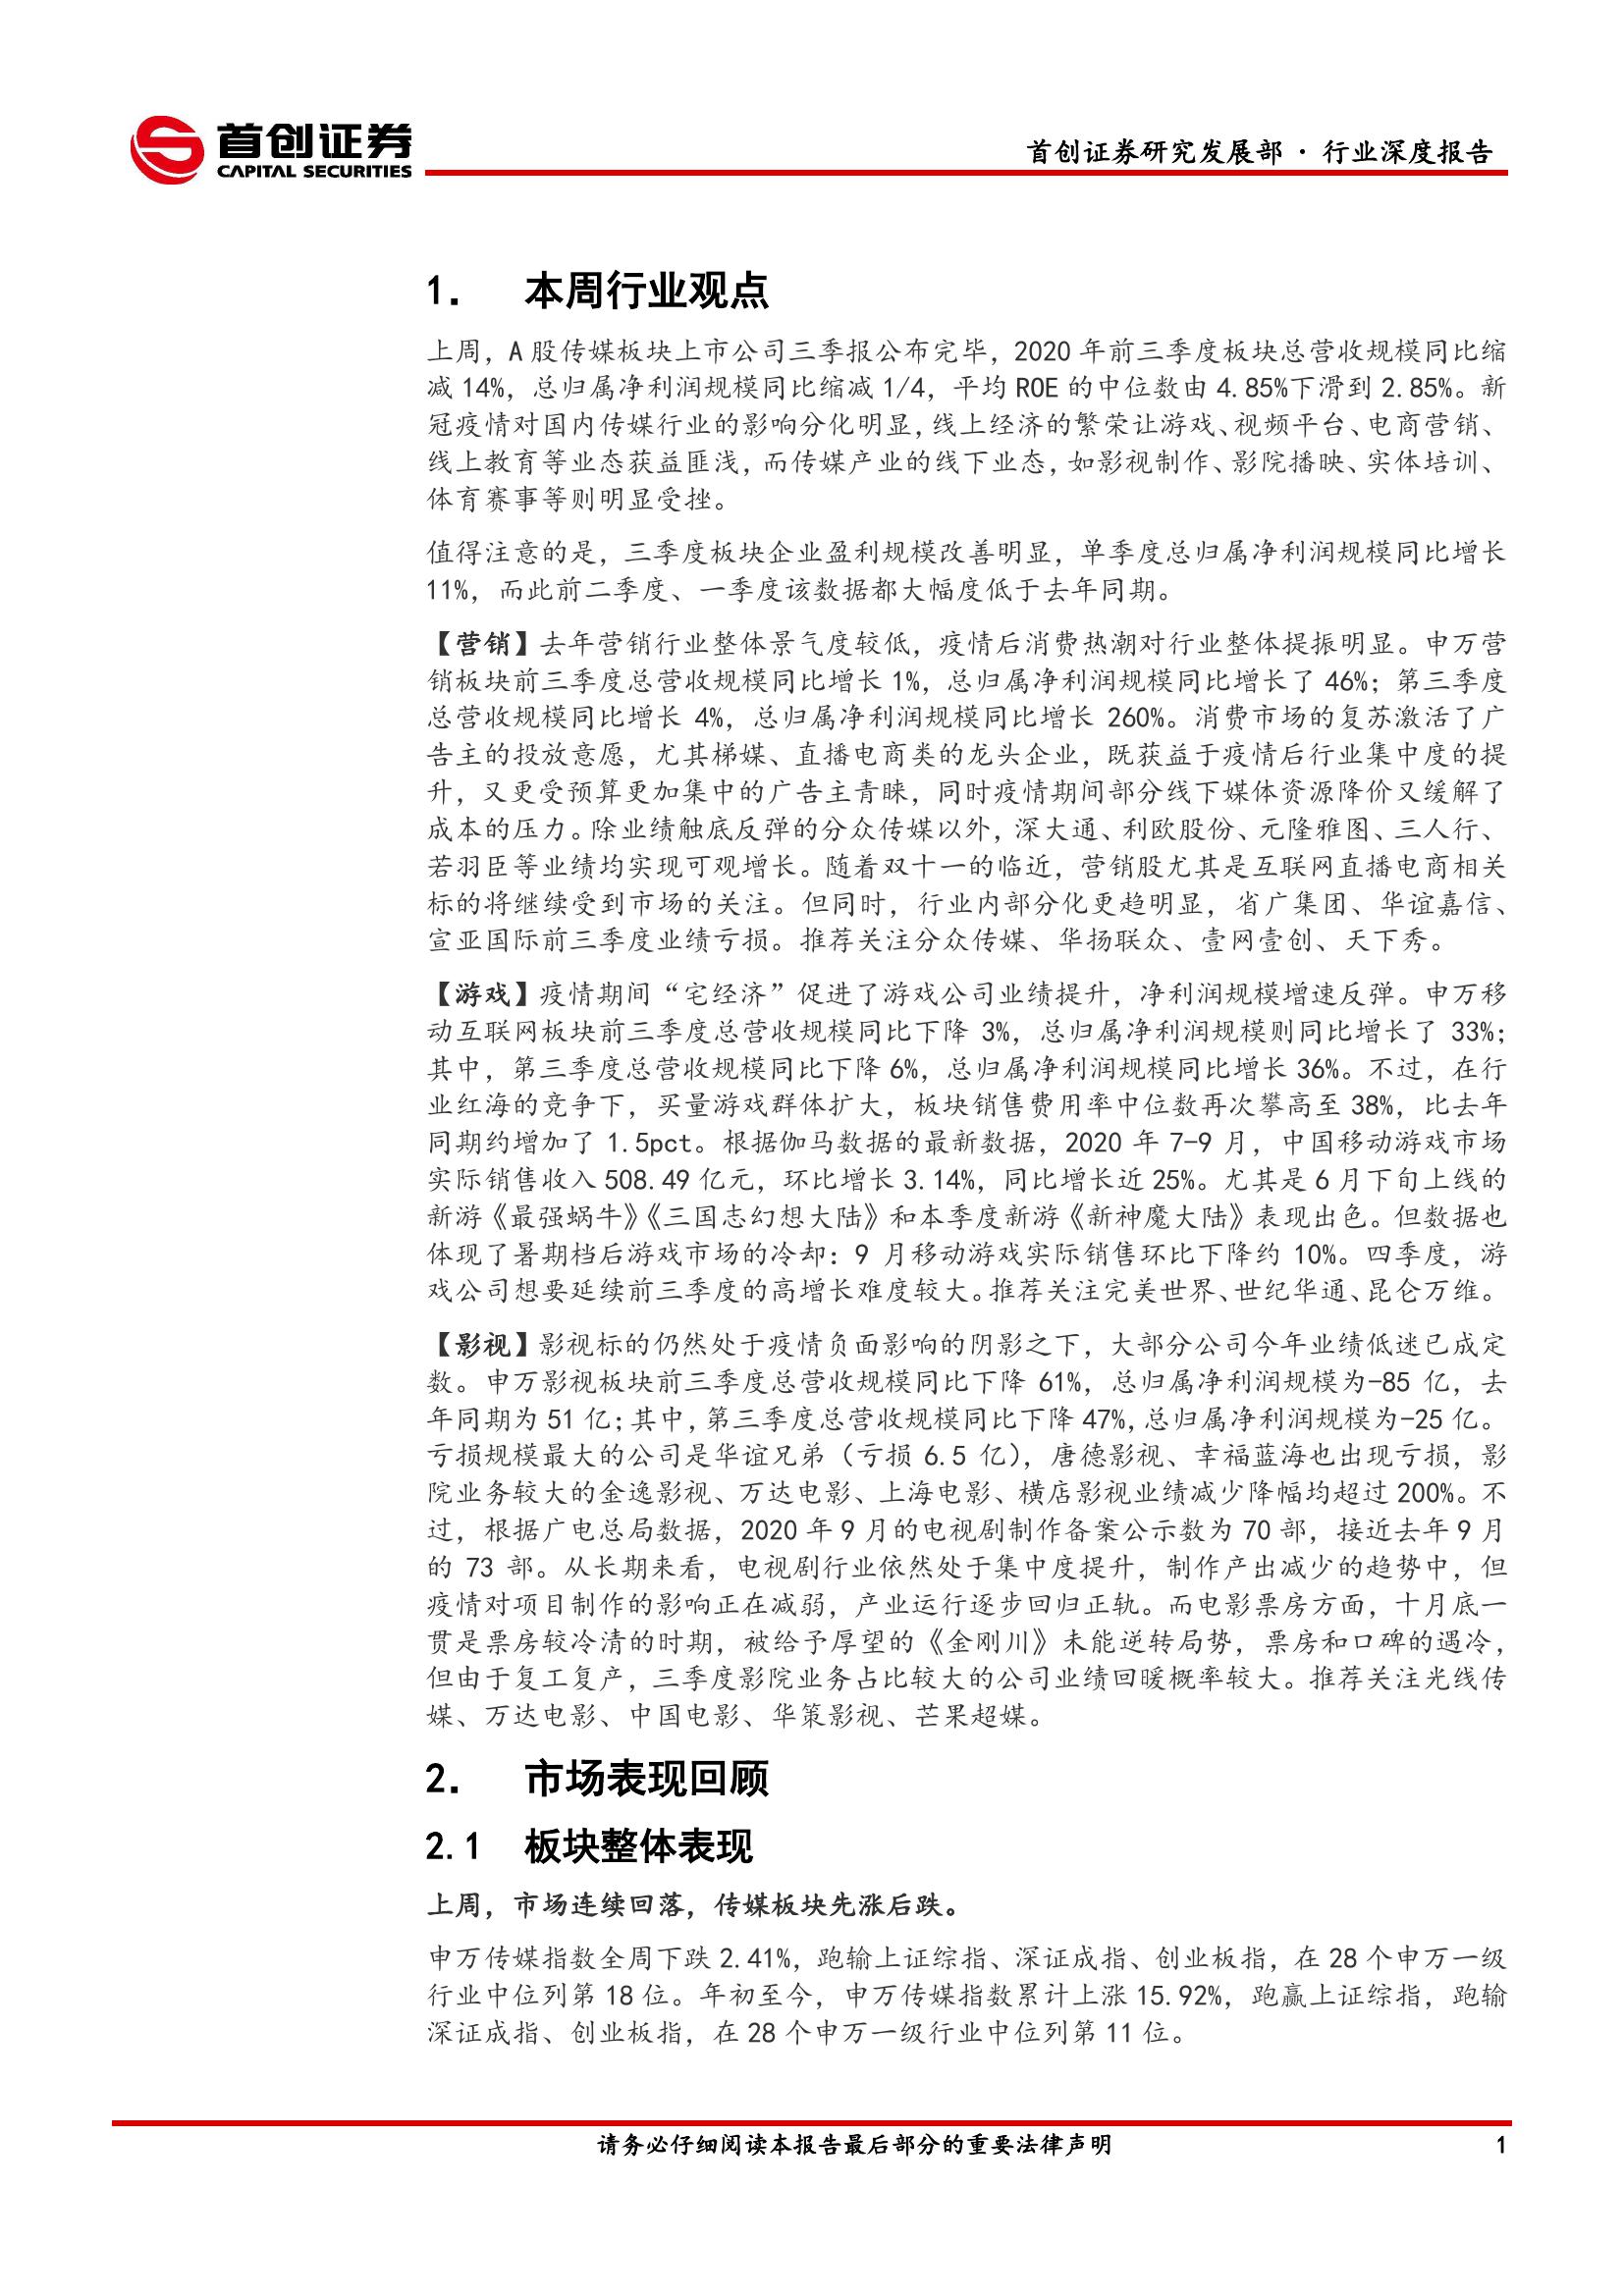 首创证券
CAPITAL SECURITIES
首创证券研究发展部 · 行业深度报告
1. 本周行业观点
上周，A 股传媒板块上市公司三季报公布完毕，2020 年前三季度板块总营收规模同比缩
减 14%，总归属净利润规模同比缩减 1/4，平均 ROE 的中位数由 4.85%下滑到 2.85%。新
冠疫情对国内传媒行业的影响分化明显，线上经济的繁荣让游戏、视频平台、电商营销、
线上教育等业态获益匪浅，而传媒产业的线下业态，如影视制作、影院播映、实体培训、
体育赛事等则明显受挫。
值得注意的是，三季度板块企业盈利规模改善明显，单季度总归属净利润规模同比增长
11%，而此前二季度、一季度该数据都大幅度低于去年同期。
【营销】去年营销行业整体景气度较低，疫情后消费热潮对行业整体提振明显。申万营
销板块前三季度总营收规模同比增长 1%，总归属净利润规模同比增长了 46%；第三季度
总营收规模同比增长 4%，总归属净利润规模同比增长 260%。消费市场的复苏激活了广
告主的投放意愿，尤其梯媒、直播电商类的龙头企业，既获益于疫情后行业集中度的提
升，又更受预算更加集中的广告主青睐，同时疫情期间部分线下媒体资源降价又缓解了
成本的压力。除业绩触底反弹的分众传媒以外，深大通、利欧股份、元隆雅图、三人行、
若羽臣等业绩均实现可观增长。随着双十一的临近，营销股尤其是互联网直播电商相关
标的将继续受到市场的关注。但同时，行业内部分化更趋明显，省广集团、华谊嘉信、
宣亚国际前三季度业绩亏损。推荐关注分众传媒、华扬联众、壹网壹创、天下秀。
【游戏】疫情期间“宅经济”促进了游戏公司业绩提升，净利润规模增速反弹。申万移
动互联网板块前三季度总营收规模同比下降 3%，总归属净利润规模则同比增长了 33%；
其中，第三季度总营收规模同比下降 6%，总归属净利润规模同比增长 36%。不过，在行
业红海的竞争下，买量游戏群体扩大，板块销售费用率中位数再次攀高至 38%，比去年
同期约增加了 1.5pct。根据伽马数据的最新数据，2020 年 7-9 月，中国移动游戏市场
实际销售收入 508.49 亿元，环比增长 3.14%，同比增长近 25%。尤其是 6 月下旬上线的
新游《最强蜗牛》《三国志幻想大陆》和本季度新游《新神魔大陆》表现出色。但数据也
体现了暑期档后游戏市场的冷却：9 月移动游戏实际销售环比下降约 10%。四季度，游
戏公司想要延续前三季度的高增长难度较大。推荐关注完美世界、世纪华通、昆仑万维。
【影视】影视标的仍然处于疫情负面影响的阴影之下，大部分公司今年业绩低迷已成定
数。申万影视板块前三季度总营收规模同比下降 61%，总归属净利润规模为-85 亿，去
年同期为 51 亿；其中，第三季度总营收规模同比下降 47%，总归属净利润规模为-25 亿。
亏损规模最大的公司是华谊兄弟（亏损 6.5 亿），唐德影视、幸福蓝海也出现亏损，影
院业务较大的金逸影视、万达电影、上海电影、横店影视业绩减少降幅均超过 200%。不
过，根据广电总局数据，2020 年 9 月的电视剧制作备案公示数为 70 部，接近去年 9 月
的 73 部。从长期来看，电视剧行业依然处于集中度提升，制作产出减少的趋势中，但
疫情对项目制作的影响正在减弱，产业运行逐步回归正轨。而电影票房方面，十月底一
贯是票房较冷清的时期，被给予厚望的《金刚川》未能逆转局势，票房和口碑的遇冷，
但由于复工复产，三季度影院业务占比较大的公司业绩回暖概率较大。推荐关注光线传
媒、万达电影、中国电影、华策影视、芒果超媒。
2. 市场表现回顾
2.1 板块整体表现
上周，市场连续回落，传媒板块先涨后跌。
申万传媒指数全周下跌 2.41%，跑输上证综指、深证成指、创业板指，在 28 个申万一级
行业中位列第 18 位。年初至今，申万传媒指数累计上涨 15.92%，跑赢上证综指，跑输
深证成指、创业板指，在 28 个申万一级行业中位列第 11 位。
请务必仔细阅读本报告最后部分的重要法律声明
1